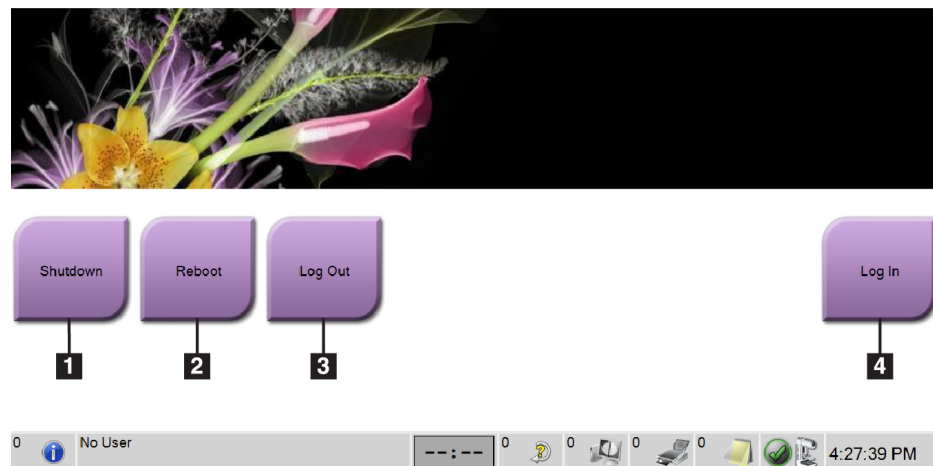 Shutdown
Reboot
Log Out
Log In
1
2
3
4
0
No User
--:--
0
0
0
0
4:27:39 PM